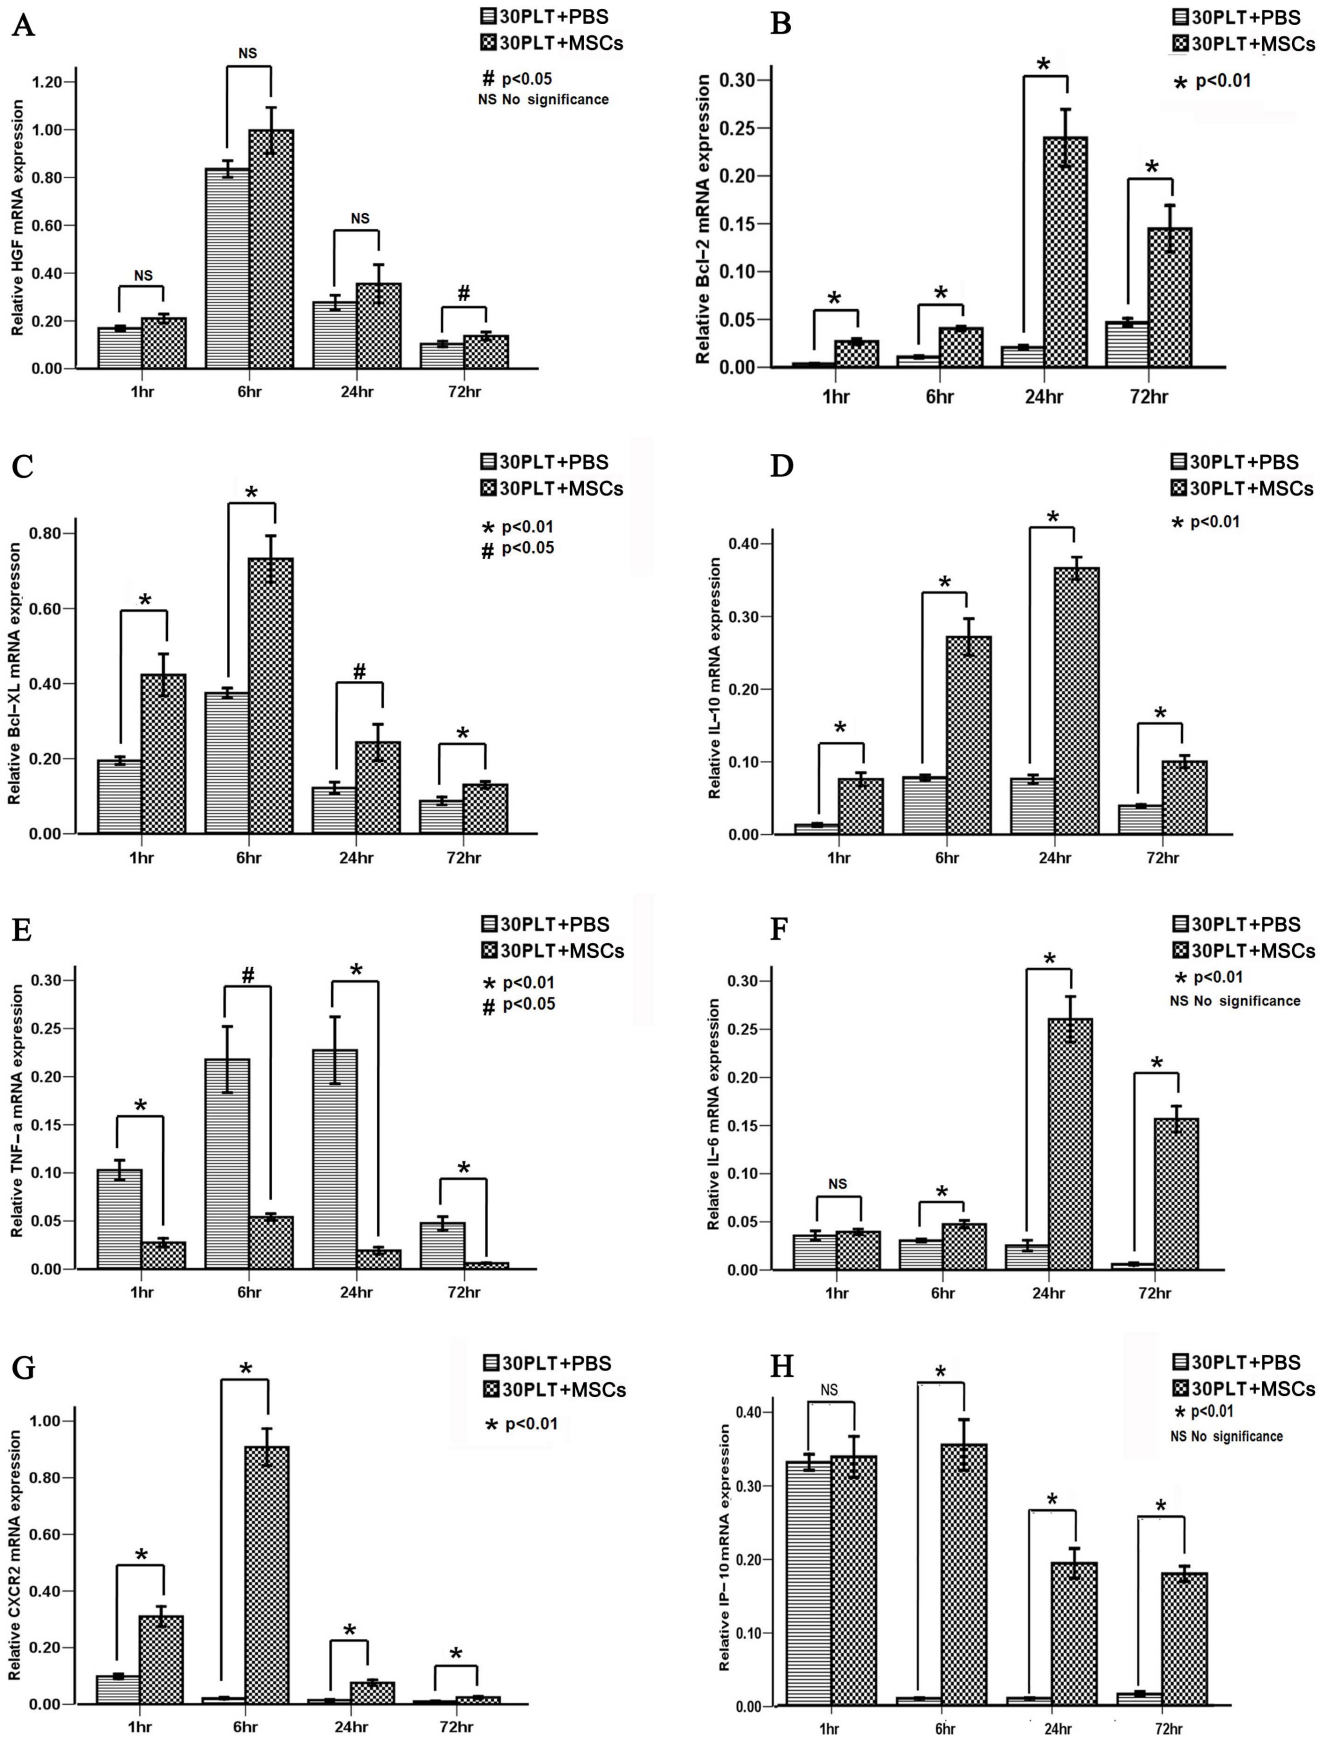 A
30PLT+PBS
30PLT+MSCs
# p<0.05
NS No significance
Relative HGF mRNA expression
1.20
1.00
0.80
0.60
0.40
0.20
0.00
NS
NS
NS
#
1hr
6hr
24hr
72hr
B
30PLT+PBS
30PLT+MSCs
* p<0.01
Relative Bcl-2 mRNA expression
0.30
0.25
0.20
0.15
0.10
0.05
0.00
*
*
*
*
1hr
6hr
24hr
72hr
C
30PLT+PBS
30PLT+MSCs
* p<0.01
# p<0.05
Relative Bcl-XL mRNA expresson
0.80
0.60
0.40
0.20
0.00
*
*
#
*
1hr
6hr
24hr
72hr
D
30PLT+PBS
30PLT+MSCs
* p<0.01
Relative IL-10 mRNA expression
0.40
0.30
0.20
0.10
0.00
*
*
*
*
1hr
6hr
24hr
72hr
E
30PLT+PBS
30PLT+MSCs
* p<0.01
# p<0.05
Relative TNF-a mRNA expression
0.30
0.25
0.20
0.15
0.10
0.05
0.00
*
#
*
*
1hr
6hr
24hr
72hr
F
30PLT+PBS
30PLT+MSCs
* p<0.01
NS No significance
Relative IL-6 mRNA expression
0.30
0.25
0.20
0.15
0.10
0.05
0.00
NS
*
*
*
1hr
6hr
24hr
72hr
G
30PLT+PBS
30PLT+MSCs
* p<0.01
Relative CXCR2 mRNA expression
1.00
0.80
0.60
0.40
0.20
0.00
*
*
*
*
1hr
6hr
24hr
72hr
H
30PLT+PBS
30PLT+MSCs
* p<0.01
NS No significance
Relative IP-10 mRNA expression
0.40
0.30
0.20
0.10
0.00
NS
*
*
*
1hr
6hr
24hr
72hr